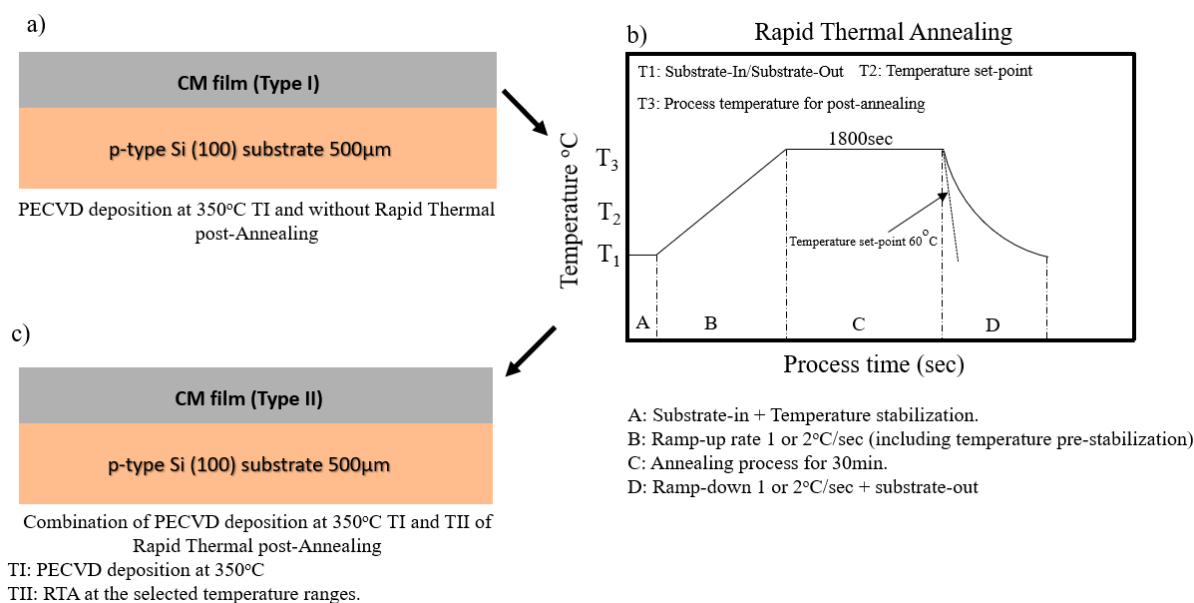 a)
CM film (Type I)
p-type Si (100) substrate 500μm
PECVD deposition at 350°C TI and without Rapid Thermal
post-Annealing
b)
Rapid Thermal Annealing
T1: Substrate-In/Substrate-Out T2: Temperature set-point
T3: Process temperature for post-annealing
1800sec
Temperature °C
T3
T2
T1
Temperature set-point 60°C
A B C D
Process time (sec)
A: Substrate-in + Temperature stabilization.
B: Ramp-up rate 1 or 2°C/sec (including temperature pre-stabilization)
C: Annealing process for 30min.
D: Ramp-down 1 or 2°C/sec + substrate-out
c)
CM film (Type II)
p-type Si (100) substrate 500μm
Combination of PECVD deposition at 350°C TI and TII of
Rapid Thermal post-Annealing
TI: PECVD deposition at 350°C
TII: RTA at the selected temperature ranges.